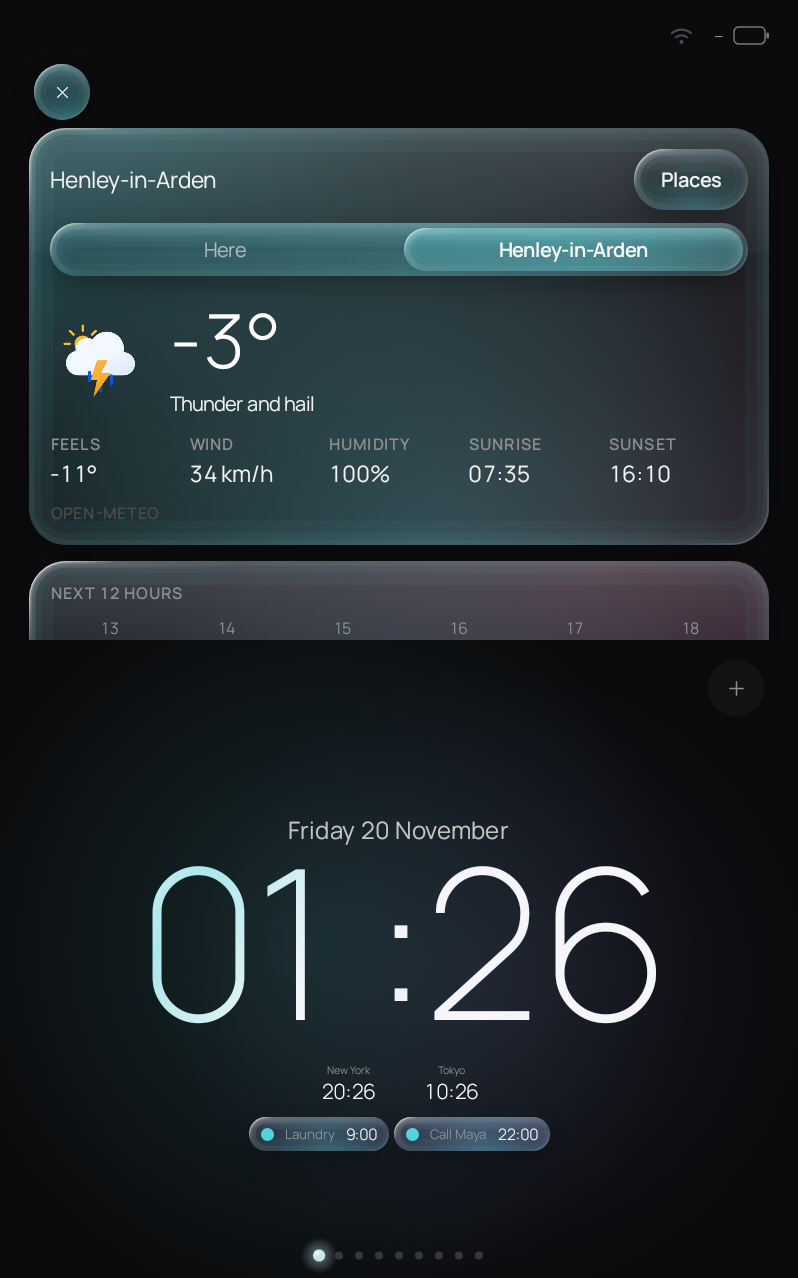 –
Henley-in-Arden
Places
Here
Henley-in-Arden
-3°
Thunder and hail
FEELS
WIND
HUMIDITY
SUNRISE
SUNSET
-11°
34 km/h
100%
07:35
16:10
OPEN-METEO
NEXT 12 HOURS
13 14 15 16 17 18
Friday 20 November
01:26
New York
Tokyo
20:26
10:26
Laundry 9:00
Call Maya 22:00